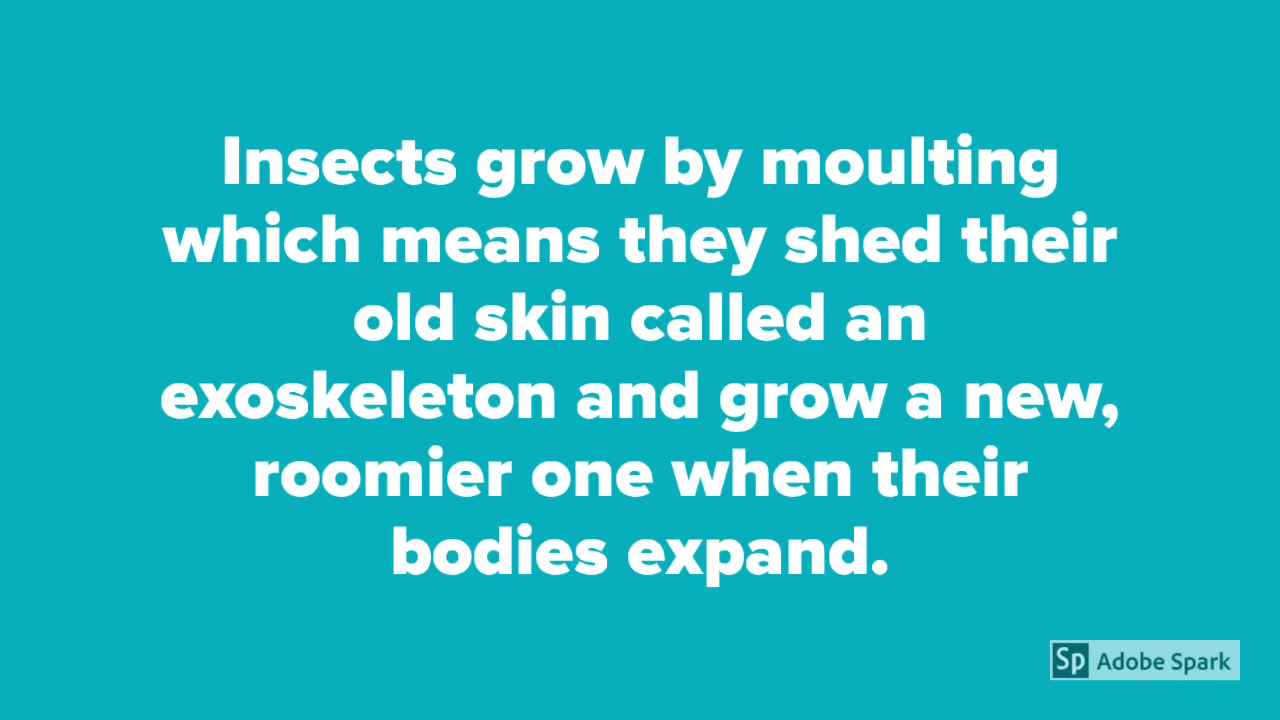 Insects grow by moulting
which means they shed their
old skin called an
exoskeleton and grow a new,
roomier one when their
bodies expand.
Sp Adobe Spark